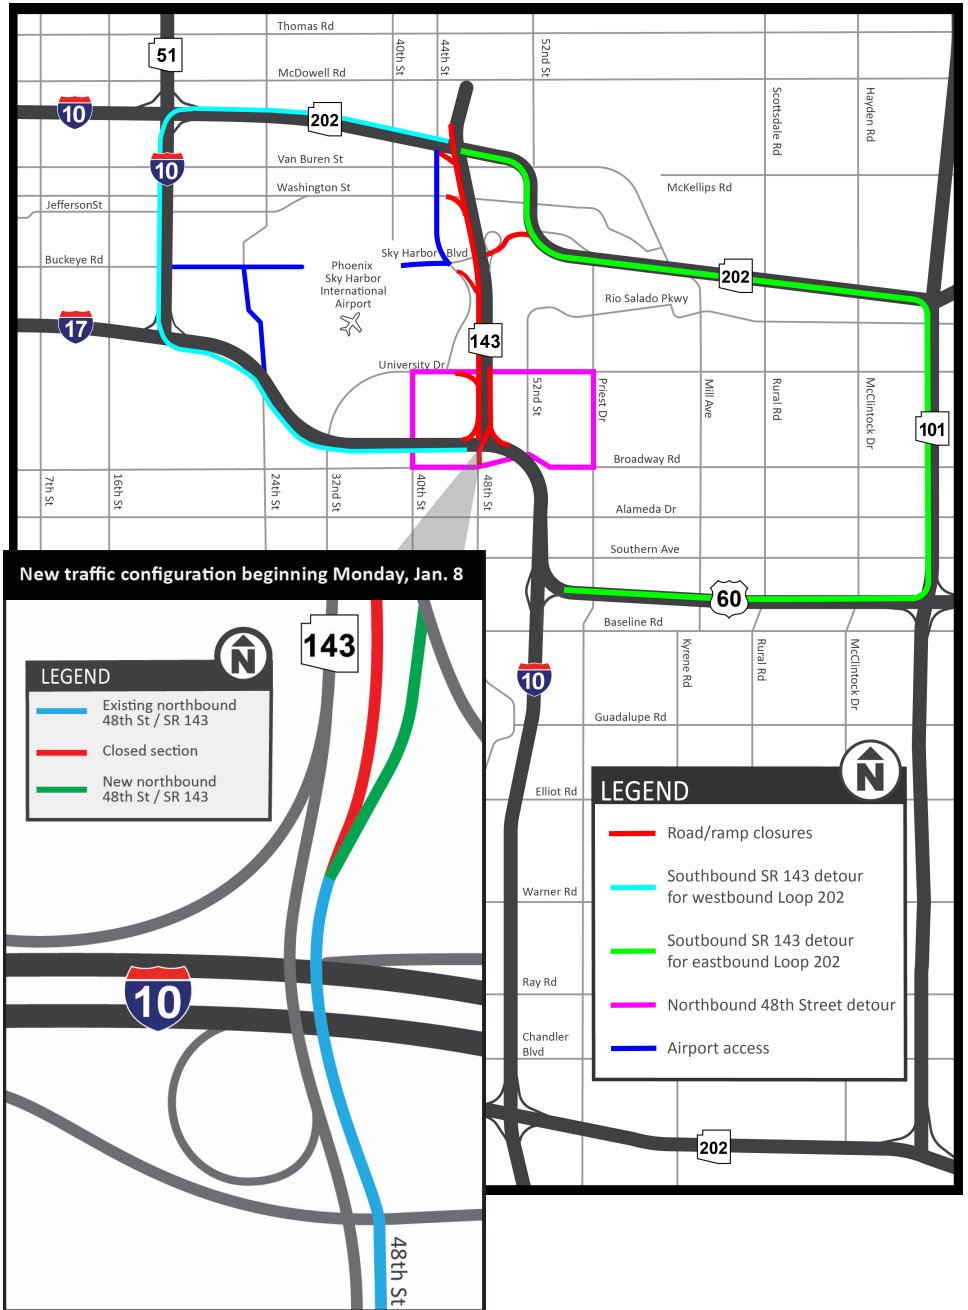 Thomas Rd
51
40th St
44th St
52nd St
McDowell Rd
Scottsdale Rd
Hayden Rd
10
202
10
Van Buren St
Washington St
McKellips Rd
JeffersonSt
Sky Harbor Blvd
Buckeye Rd
Phoenix
Sky Harbor
International
Airport
202
Rio Salado Pkwy
17
143
University Dr
52nd St
Priest Dr
Mill Ave
Rural Rd
McClintock Dr
101
Broadway Rd
7th St
16th St
24th St
32nd St
40th St
48th St
Alameda Dr
Southern Ave
New traffic configuration beginning Monday, Jan. 8
60
Baseline Rd
143
N
Kyrene Rd
Rural Rd
McClintock Dr
10
LEGEND
Existing northbound
48th St / SR 143
Closed section
New northbound
48th St / SR 143
Guadalupe Rd
N
Elliot Rd
LEGEND
Road/ramp closures
Southbound SR 143 detour
for westbound Loop 202
Soutbound SR 143 detour
for eastbound Loop 202
Northbound 48th Street detour
Airport access
Warner Rd
Ray Rd
10
Chandler
Blvd
202
48th St